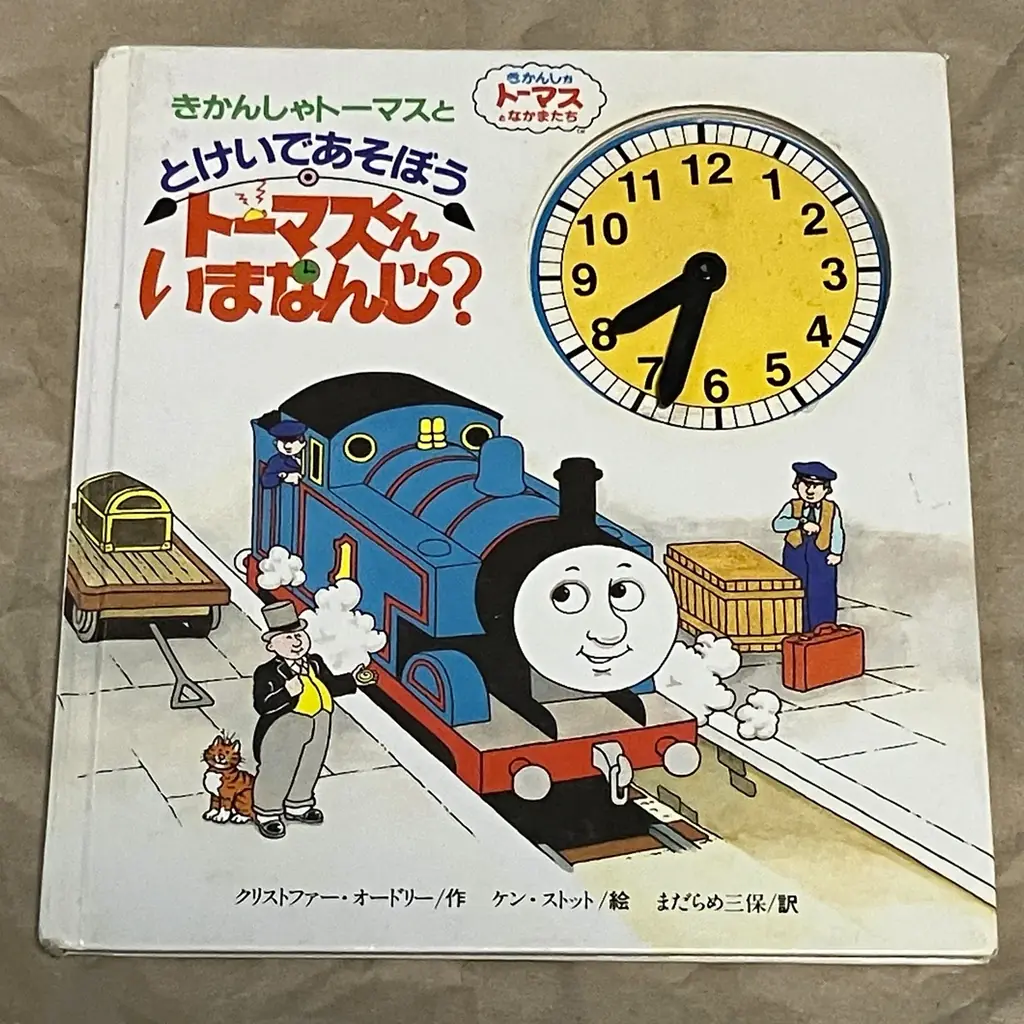 きかんしゃトーマスと
とけいであそぼう
トーマスくん
いまなんじ?
きかんしゃ
トーマス
となかまたち
TM
12
1
2
3
4
5
6
7
8
9
10
11
1
クリストファー・オードリー/作 ケン・ストット/絵 まだらめ三保/訳